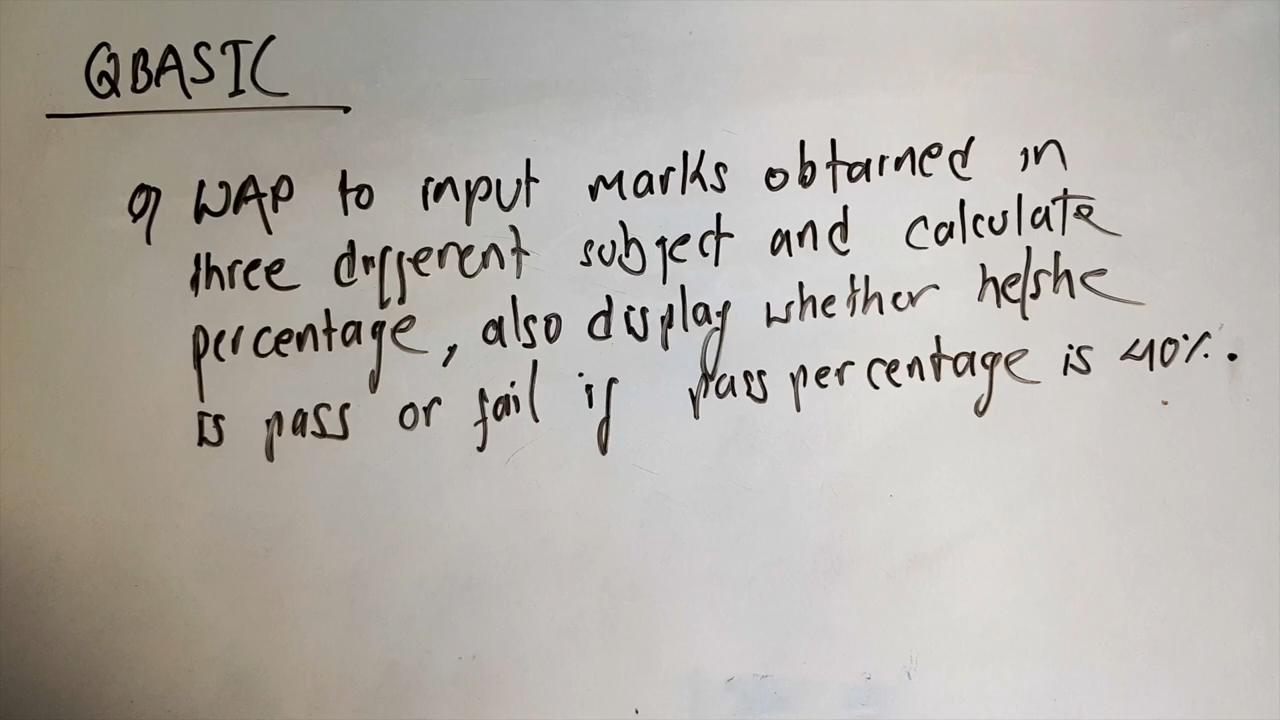 QBASIC
Q) WAP to input marks obtained in
three different subject and calculate
percentage, also display whether he/she
is pass or fail if pass percentage is 40%.